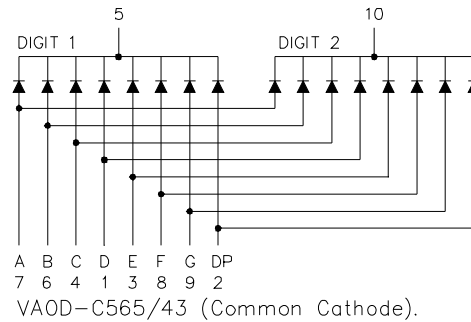 5 10
DIGIT 1 DIGIT 2
A B C D E F G DP
7 6 4 1 3 8 9 2
VAOD-C565/43 (Common Cathode).